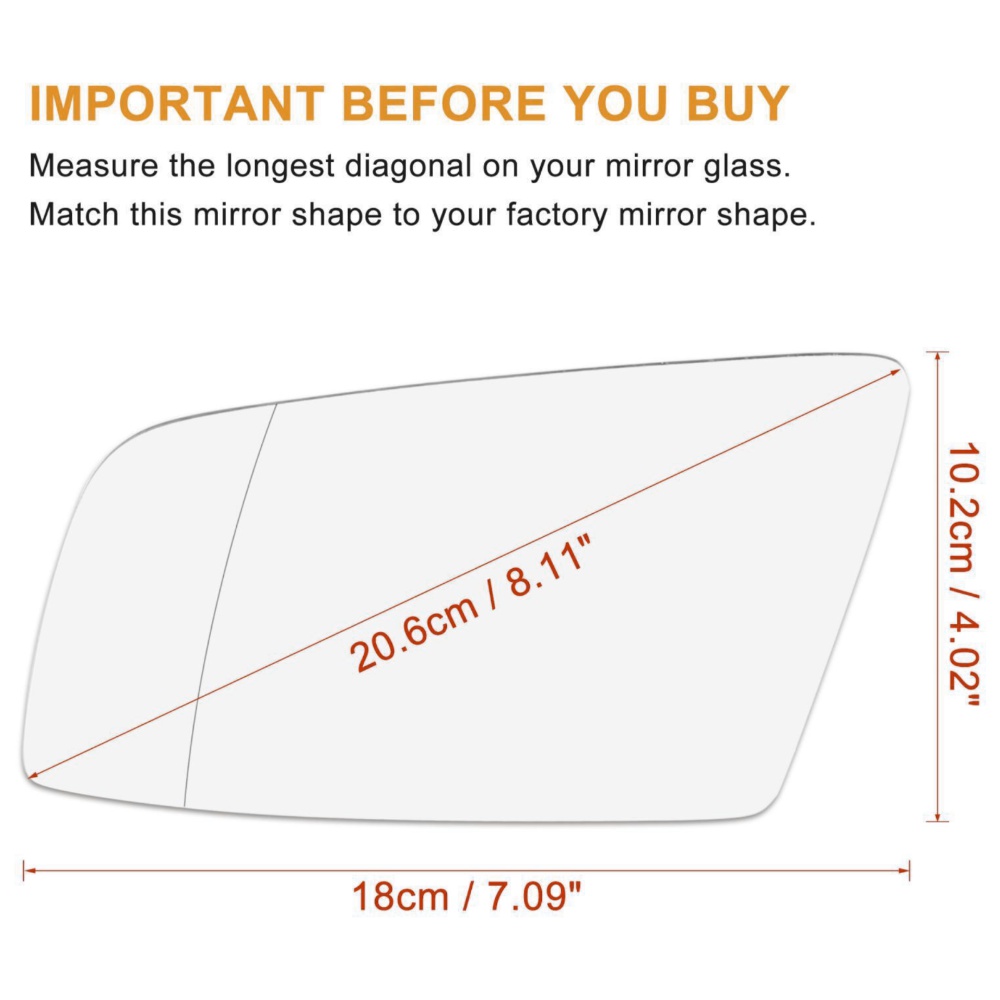 IMPORTANT BEFORE YOU BUY
Measure the longest diagonal on your mirror glass.
Match this mirror shape to your factory mirror shape.
20.6cm / 8.11"
10.2cm / 4.02"
18cm / 7.09"